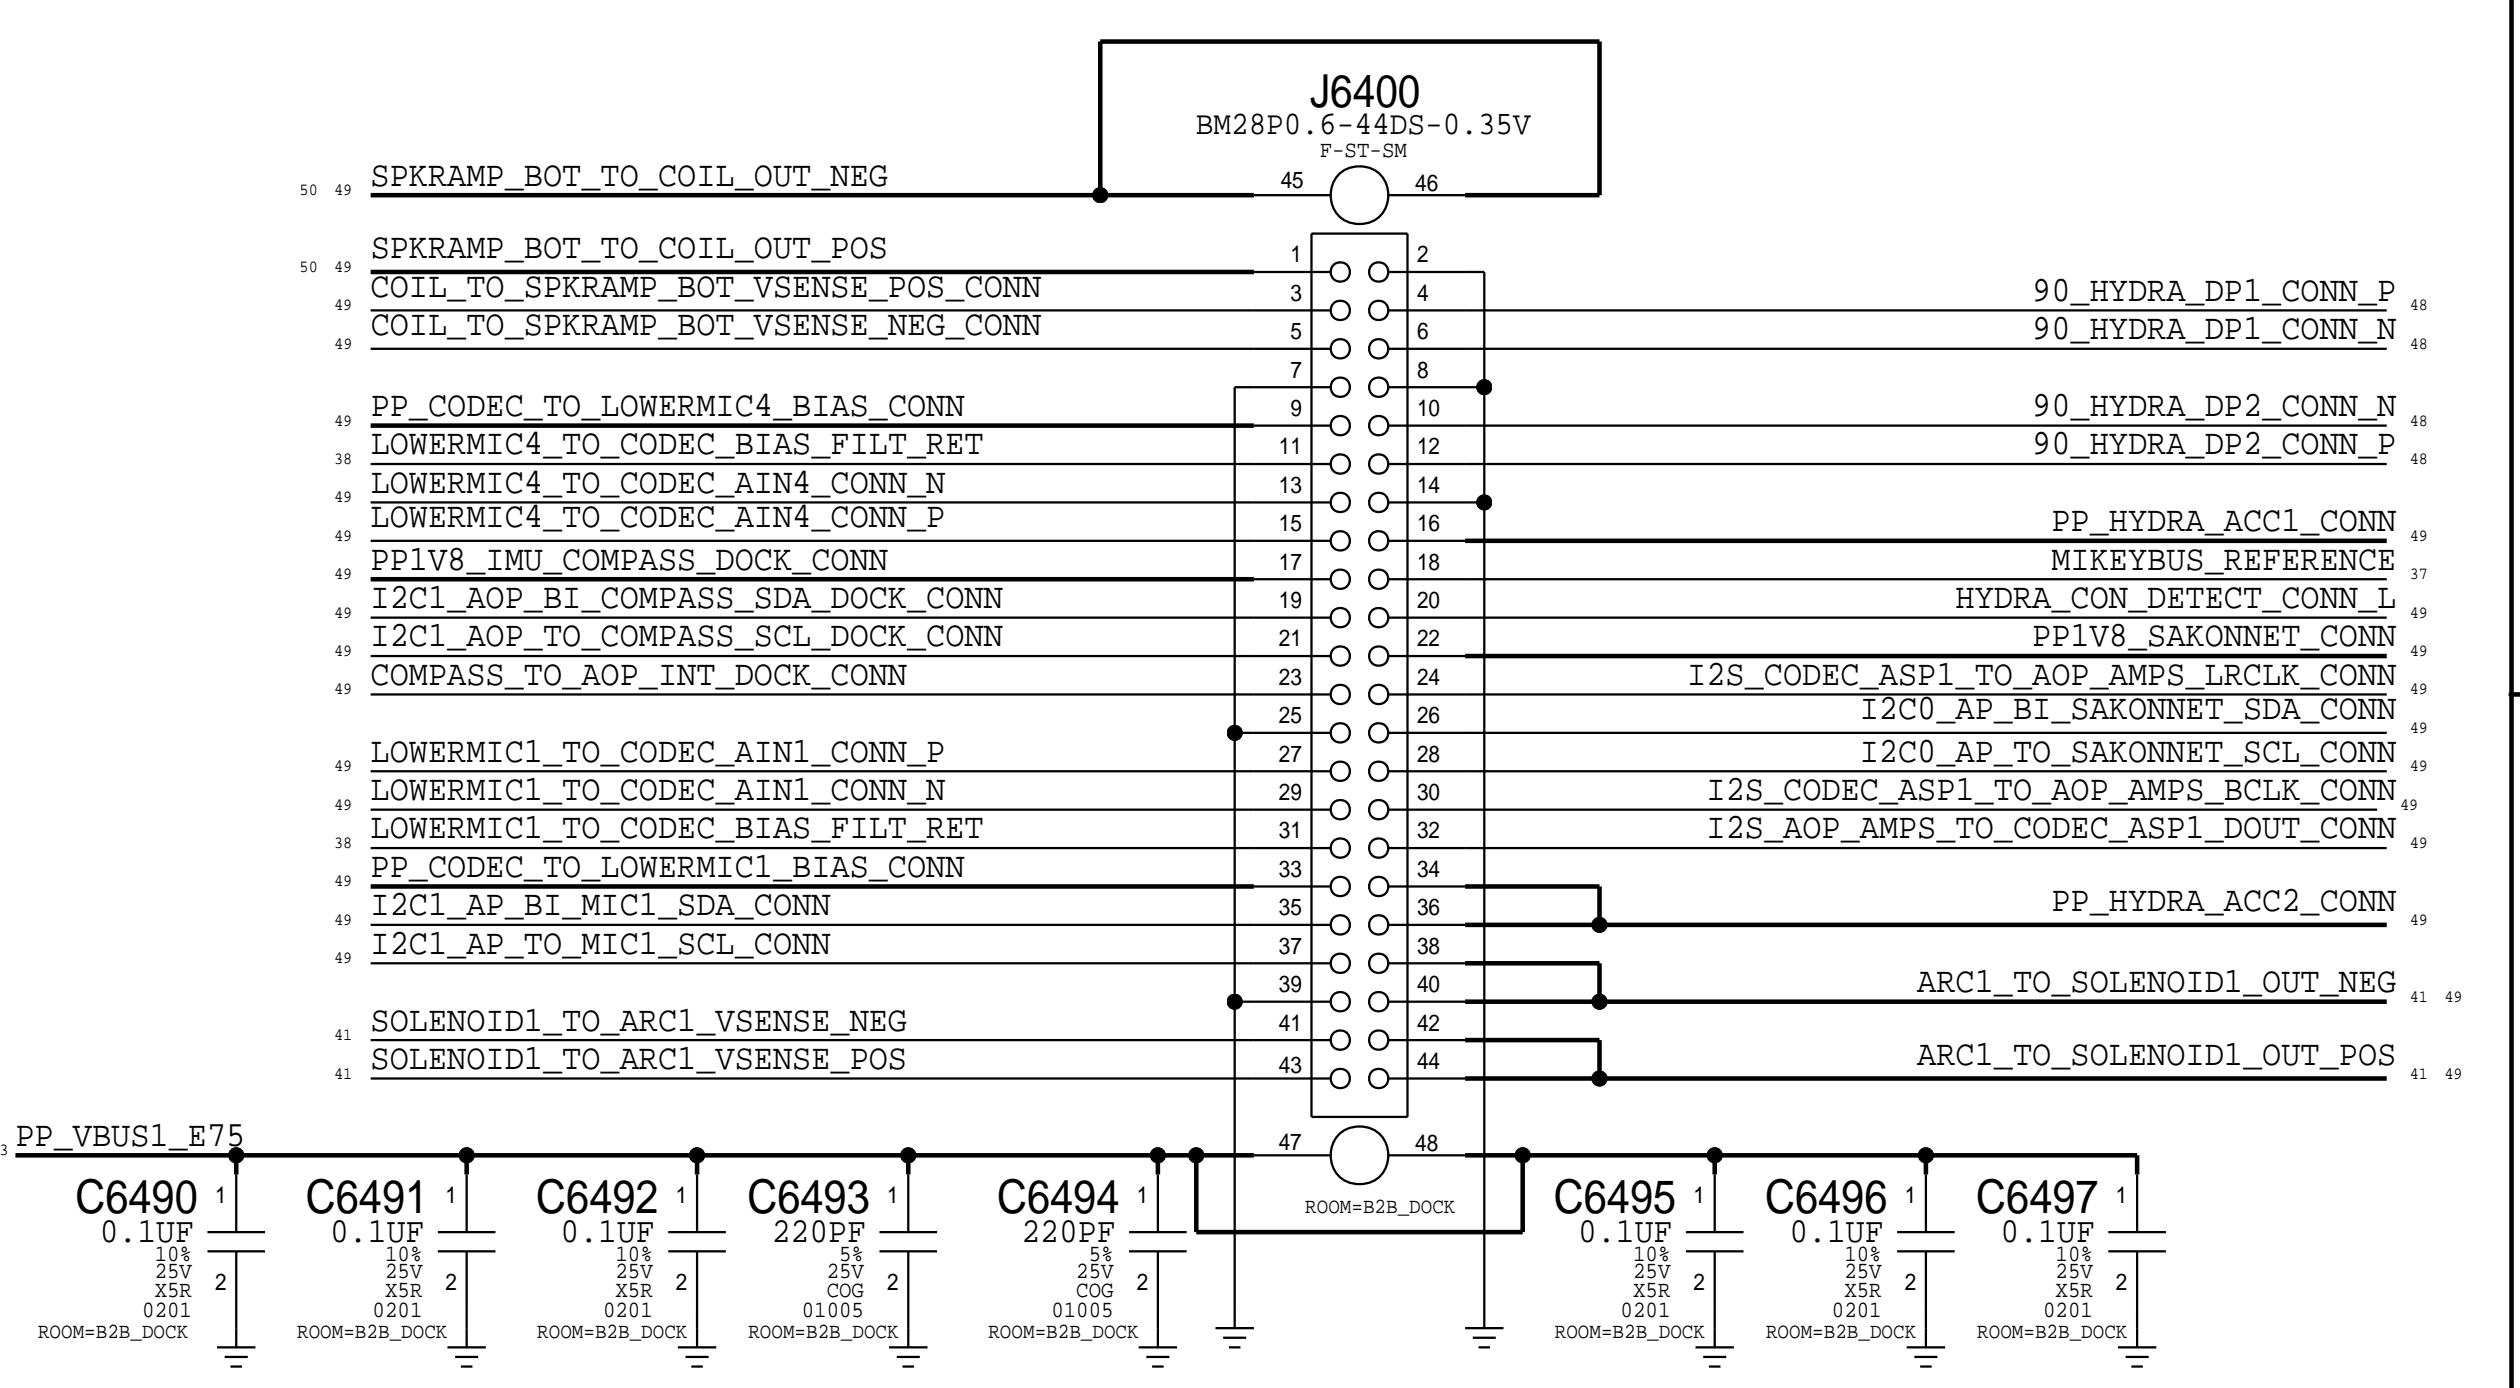 J6400
BM28P0.6-44DS-0.35V
F-ST-SM
50 49 SPKRAMP_BOT_TO_COIL_OUT_NEG 45 46
50 49 SPKRAMP_BOT_TO_COIL_OUT_POS 1 2
49 COIL_TO_SPKRAMP_BOT_VSENSE_POS_CONN 3 4 90_HYDRA_DP1_CONN_P 48
49 COIL_TO_SPKRAMP_BOT_VSENSE_NEG_CONN 5 6 90_HYDRA_DP1_CONN_N 48
7 8
49 PP_CODEC_TO_LOWERMIC4_BIAS_CONN 9 10 90_HYDRA_DP2_CONN_N 48
38 LOWERMIC4_TO_CODEC_BIAS_FILT_RET 11 12 90_HYDRA_DP2_CONN_P 48
49 LOWERMIC4_TO_CODEC_AIN4_CONN_N 13 14
49 LOWERMIC4_TO_CODEC_AIN4_CONN_P 15 16 PP_HYDRA_ACC1_CONN 49
49 PP1V8_IMU_COMPASS_DOCK_CONN 17 18 MIKEYBUS_REFERENCE 37
49 I2C1_AOP_BI_COMPASS_SDA_DOCK_CONN 19 20 HYDRA_CON_DETECT_CONN_L 49
49 I2C1_AOP_TO_COMPASS_SCL_DOCK_CONN 21 22 PP1V8_SAKONNET_CONN 49
49 COMPASS_TO_AOP_INT_DOCK_CONN 23 24 I2S_CODEC_ASP1_TO_AOP_AMPS_LRCLK_CONN 49
25 26 I2C0_AP_BI_SAKONNET_SDA_CONN 49
49 LOWERMIC1_TO_CODEC_AIN1_CONN_P 27 28 I2C0_AP_TO_SAKONNET_SCL_CONN 49
49 LOWERMIC1_TO_CODEC_AIN1_CONN_N 29 30 I2S_CODEC_ASP1_TO_AOP_AMPS_BCLK_CONN 49
38 LOWERMIC1_TO_CODEC_BIAS_FILT_RET 31 32 I2S_AOP_AMPS_TO_CODEC_ASP1_DOUT_CONN 49
49 PP_CODEC_TO_LOWERMIC1_BIAS_CONN 33 34
49 I2C1_AP_BI_MIC1_SDA_CONN 35 36 PP_HYDRA_ACC2_CONN 49
49 I2C1_AP_TO_MIC1_SCL_CONN 37 38
39 40 ARC1_TO_SOLENOID1_OUT_NEG 41 49
41 SOLENOID1_TO_ARC1_VSENSE_NEG 41 42
41 SOLENOID1_TO_ARC1_VSENSE_POS 43 44 ARC1_TO_SOLENOID1_OUT_POS 41 49
3 PP_VBUS1_E75 47 48
C6490 1 C6491 1 C6492 1 C6493 1 C6494 1 ROOM=B2B_DOCK C6495 1 C6496 1 C6497 1
0.1UF 0.1UF 0.1UF 220PF 220PF 0.1UF 0.1UF 0.1UF
10% 10% 10% 5% 5% 10% 10% 10%
25V 25V 25V 25V 25V 25V 25V 25V
X5R 2 X5R 2 X5R 2 COG 2 COG 2 X5R 2 X5R 2 X5R 2
0201 0201 0201 01005 01005 0201 0201 0201
ROOM=B2B_DOCK ROOM=B2B_DOCK ROOM=B2B_DOCK ROOM=B2B_DOCK ROOM=B2B_DOCK ROOM=B2B_DOCK ROOM=B2B_DOCK ROOM=B2B_DOCK